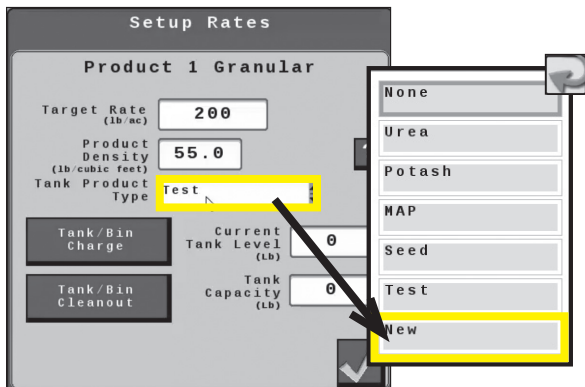 Setup Rates
Product 1 Granular
Target Rate
(lb/ac)
200
Product
Density
(lb/cubic feet)
55.0
Tank Product
Type
Test
Tank/Bin
Charge
Current
Tank Level
(Lb)
0
Tank/Bin
Cleanout
Tank
Capacity
(Lb)
0
None
Urea
Potash
MAP
Seed
Test
New